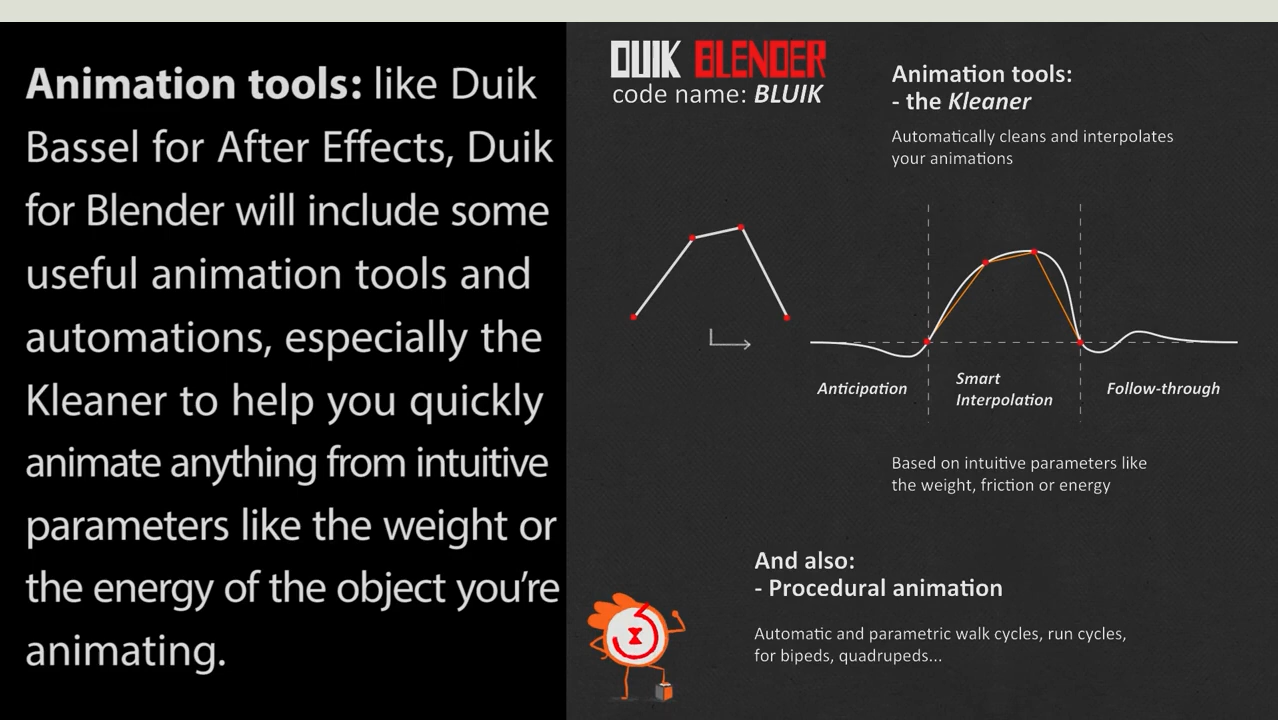 Animation tools: like Duik
Bassel for After Effects, Duik
for Blender will include some
useful animation tools and
automations, especially the
Kleaner to help you quickly
animate anything from intuitive
parameters like the weight or
the energy of the object you're
animating.
DUIK BLENDER
code name: BLUIK
Animation tools:
- the Kleaner
Automatically cleans and interpolates
your animations
Anticipation
Smart
Interpolation
Follow-through
Based on intuitive parameters like
the weight, friction or energy
And also:
- Procedural animation
Automatic and parametric walk cycles, run cycles,
for bipeds, quadrupeds...